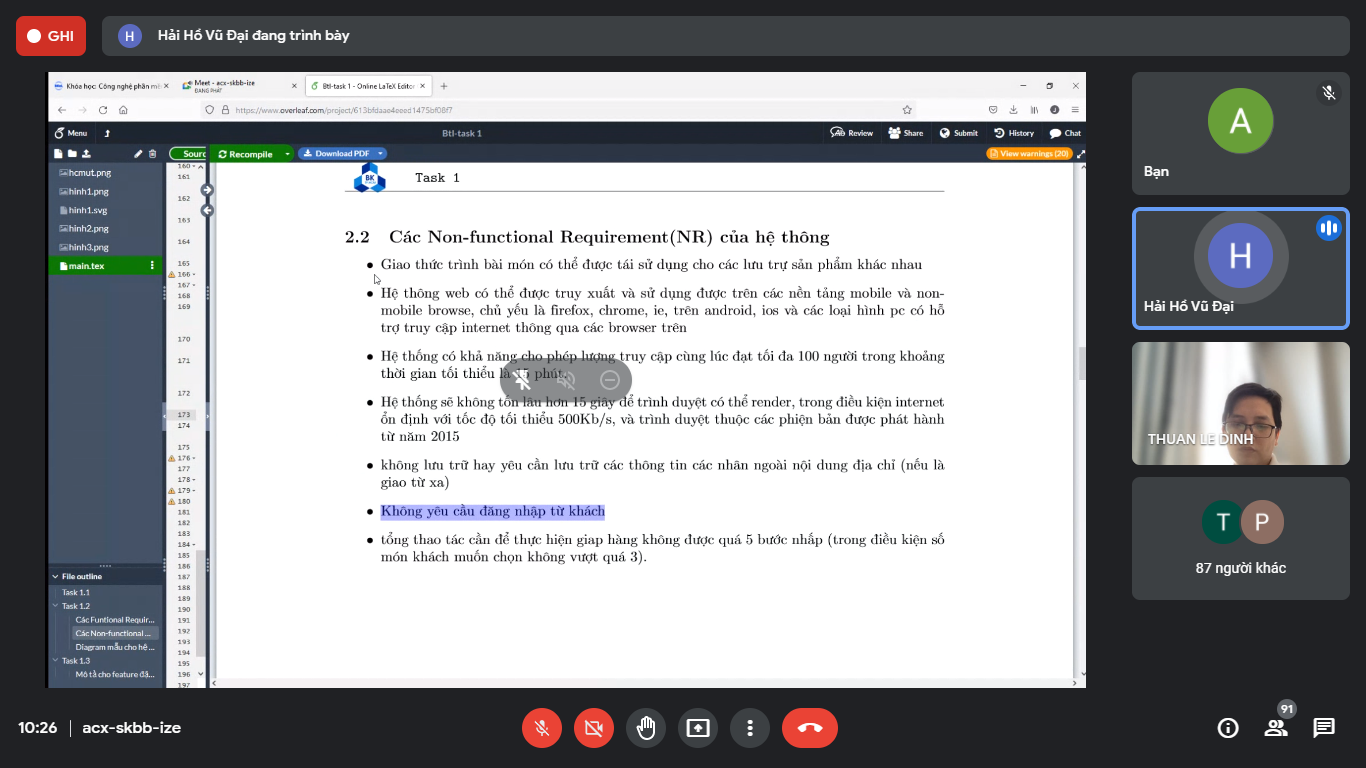 GHI
H
Hải Hồ Vũ Đại đang trình bày
Khóa học: Công nghệ phần mề
Meet - acx-skbb-ize
ĐANG PHÁT
Btl-task 1 - Online LaTeX Editor
https://www.overleaf.com/project/613bfdaae4eeed1475bf08f7
Menu
Btl-task 1
Review
Share
Submit
History
Chat
Sourc
Recompile
Download PDF
View warnings (20)
hcmut.png
hinh1.png
hinh1.svg
hinh2.png
hinh3.png
main.tex
File outline
Task 1.1
Task 1.2
Các Funtional Requir...
Các Non-functional ...
Diagram mẫu cho hệ ...
Task 1.3
Mô tả cho feature đặ...
160
161
162
163
164
165
166
167
168
169
170
171
172
173
174
175
176
177
178
179
180
181
182
183
184
185
186
187
188
189
190
191
192
193
194
195
196
197
BK
Task 1
2.2 Các Non-functional Requirement(NR) của hệ thông
Giao thức trình bài món có thể được tái sử dụng cho các lưu trự sản phẩm khác nhau
Hệ thông web có thể được truy xuất và sử dụng được trên các nền tảng mobile và non-
mobile browse, chủ yếu là firefox, chrome, ie, trên android, ios và các loại hình pc có hỗ
trợ truy cập internet thông qua các browser trên
Hệ thống có khả năng cho phép lượng truy cập cùng lúc đạt tối đa 100 người trong khoảng
thời gian tối thiểu là 15 phút.
Hệ thống sẽ không tốn lâu hơn 15 giây để trình duyệt có thể render, trong điều kiện internet
ổn định với tốc độ tối thiểu 500Kb/s, và trình duyệt thuộc các phiện bản được phát hành
từ năm 2015
không lưu trữ hay yêu cần lưu trữ các thông tin các nhân ngoài nội dung địa chỉ (nếu là
giao từ xa)
Không yêu cầu đăng nhập từ khách
tổng thao tác cần để thực hiện giap hàng không được quá 5 bước nhấp (trong điều kiện số
món khách muốn chọn không vượt quá 3).
A
Bạn
H
Hải Hồ Vũ Đại
THUAN LE DINH
T P
87 người khác
10:26 | acx-skbb-ize
91